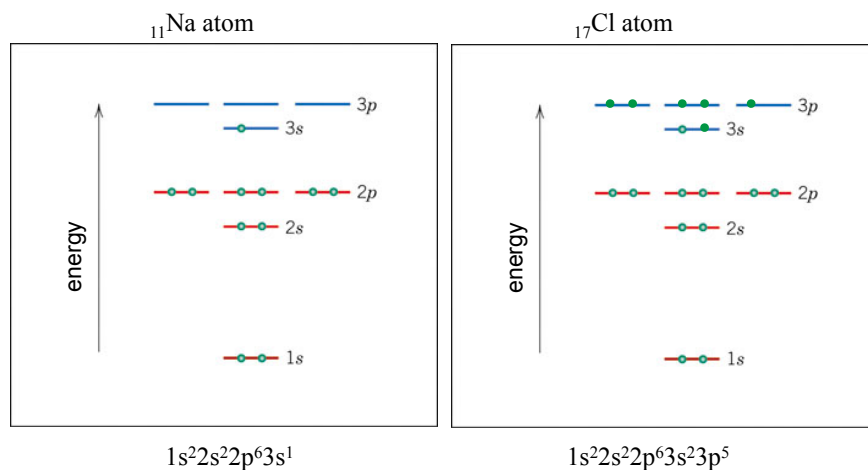 ₁₁Na atom
3p
3s
2p
2s
energy
1s
1s²2s²2p⁶3s¹
₁₇Cl atom
3p
3s
2p
2s
energy
1s
1s²2s²2p⁶3s²3p⁵